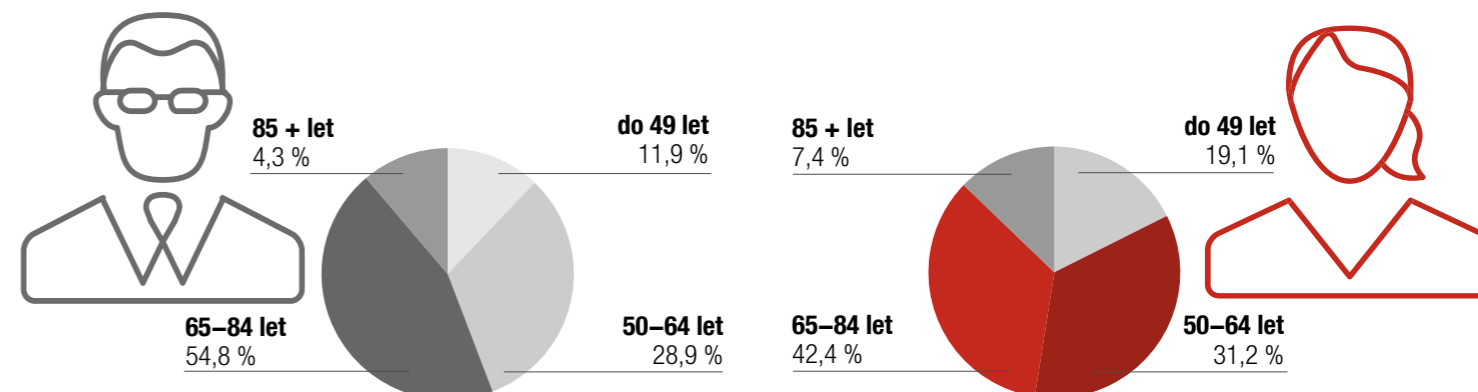 85 + let
4,3 %
do 49 let
11,9 %
65–84 let
54,8 %
50–64 let
28,9 %
85 + let
7,4 %
do 49 let
19,1 %
65–84 let
42,4 %
50–64 let
31,2 %